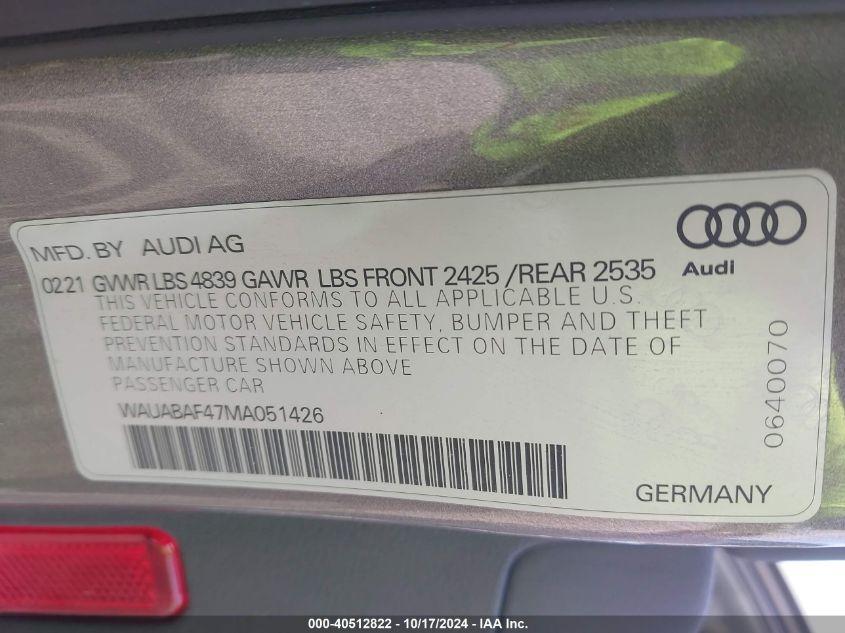 MFD. BY AUDI AG
Audi
0221 GVWR LBS 4839 GAWR LBS FRONT 2425 /REAR 2535
THIS VEHICLE CONFORMS TO ALL APPLICABLE U.S.
FEDERAL MOTOR VEHICLE SAFETY, BUMPER AND THEFT
PREVENTION STANDARDS IN EFFECT ON THE DATE OF
MANUFACTURE SHOWN ABOVE
PASSENGER CAR
WAUABAF47MA051426
0640070
GERMANY
000-40512822 - 10/17/2024 - IAA Inc.